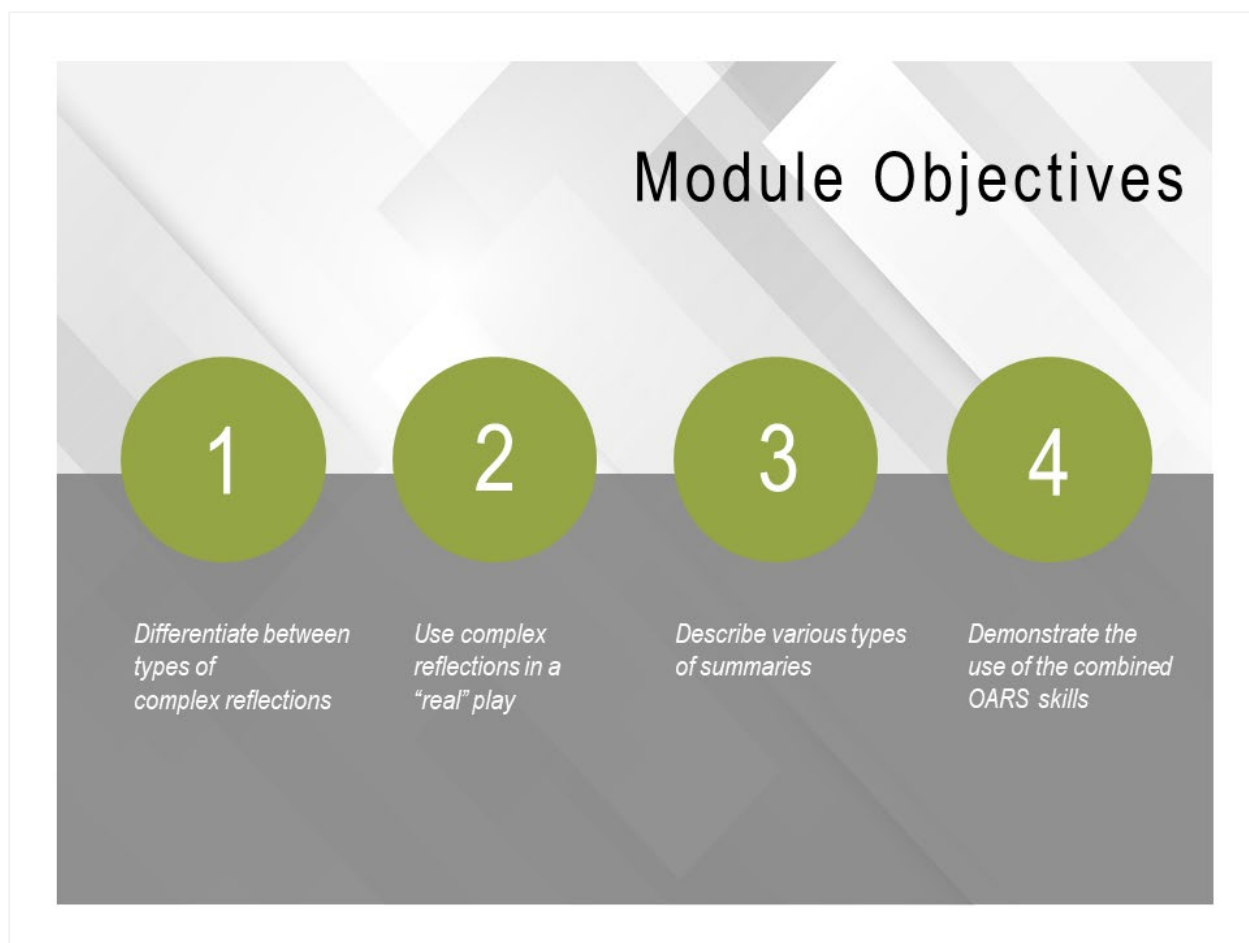 Module Objectives
1
Differentiate between
types of
complex reflections
2
Use complex
reflections in a
“real” play
3
Describe various types
of summaries
4
Demonstrate the
use of the combined
OARS skills